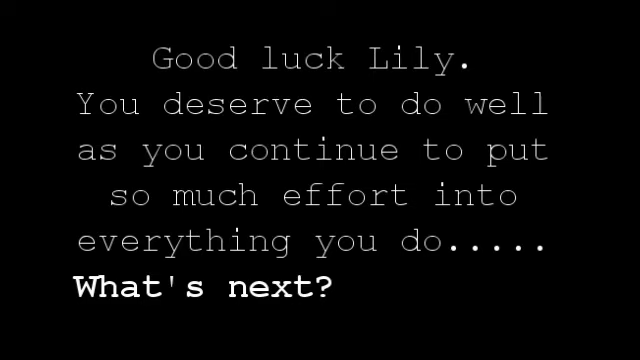 Good luck Lily.
You deserve to do well
as you continue to put
so much effort into
everything you do.....
What's next?